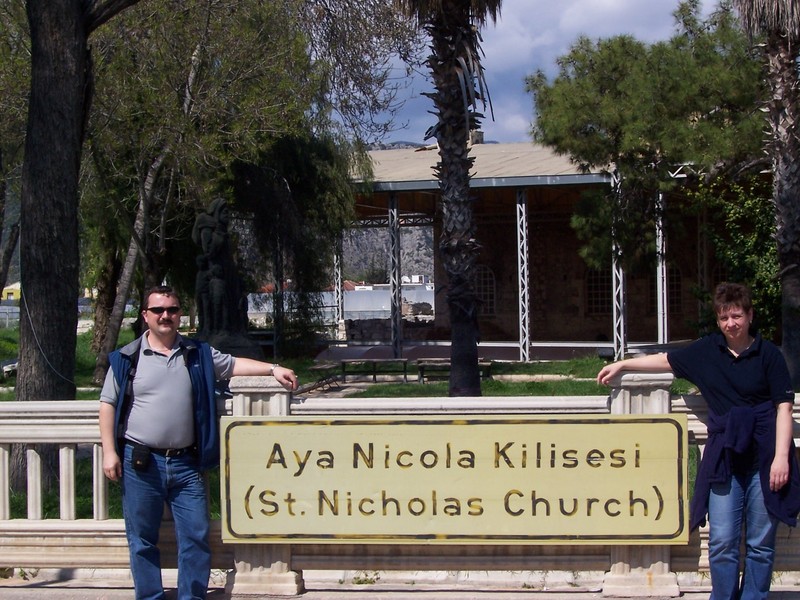 Aya Nicola Kilisesi
(St. Nicholas Church)